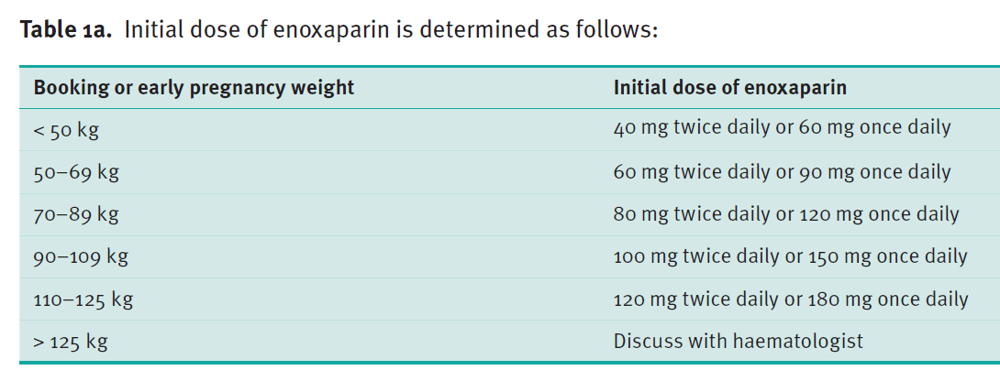 Table 1a. Initial dose of enoxaparin is determined as follows:
Booking or early pregnancy weight Initial dose of enoxaparin
< 50 kg 40 mg twice daily or 60 mg once daily
50–69 kg 60 mg twice daily or 90 mg once daily
70–89 kg 80 mg twice daily or 120 mg once daily
90–109 kg 100 mg twice daily or 150 mg once daily
110–125 kg 120 mg twice daily or 180 mg once daily
> 125 kg Discuss with haematologist